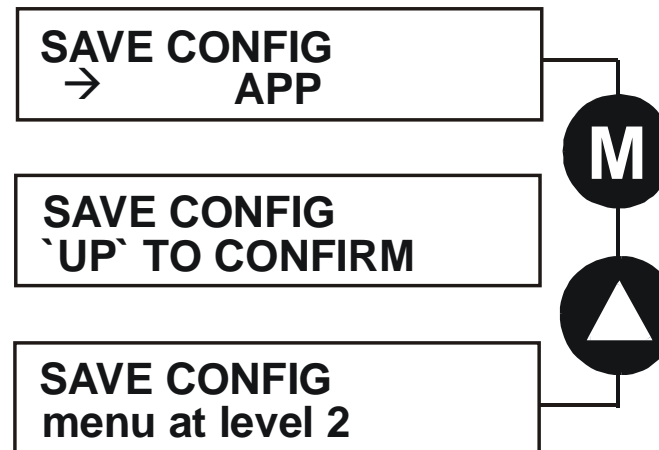 SAVE CONFIG
→ APP
M
SAVE CONFIG
`UP` TO CONFIRM
SAVE CONFIG
menu at level 2